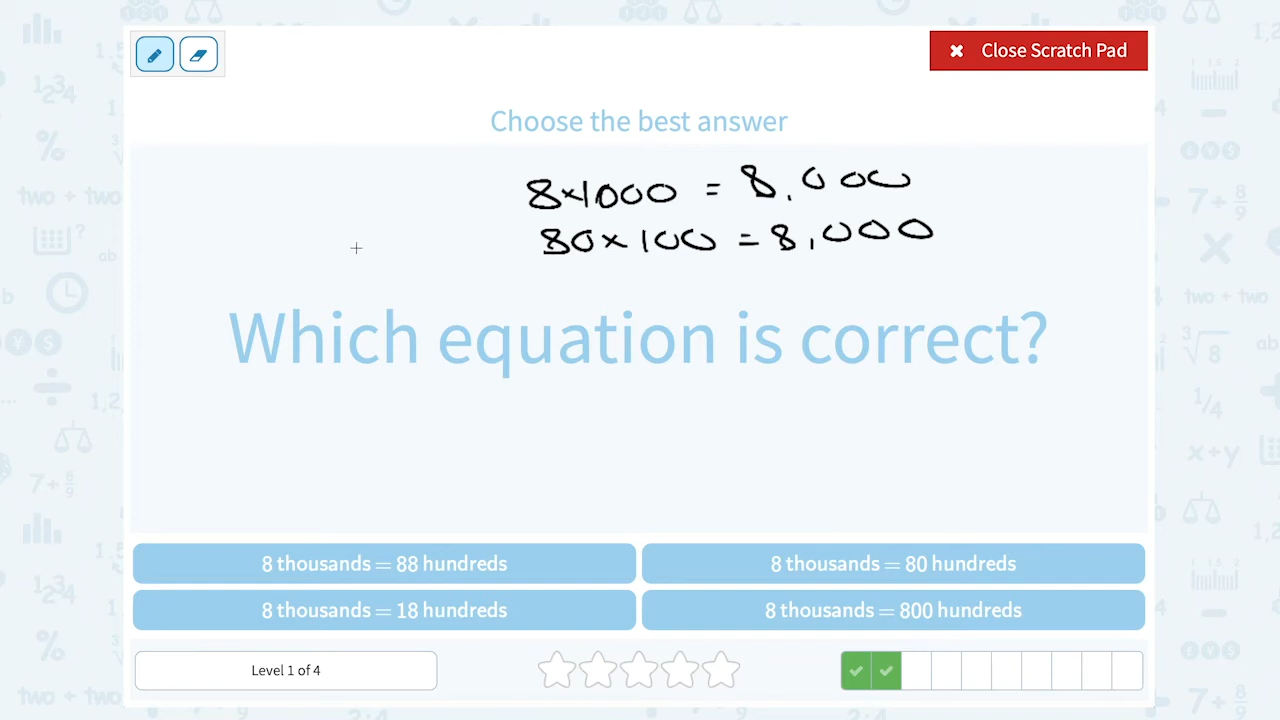 Close Scratch Pad
Choose the best answer
8×1000 = 8,000
80×100 = 8,000
Which equation is correct?
8 thousands = 88 hundreds
8 thousands = 80 hundreds
8 thousands = 18 hundreds
8 thousands = 800 hundreds
Level 1 of 4